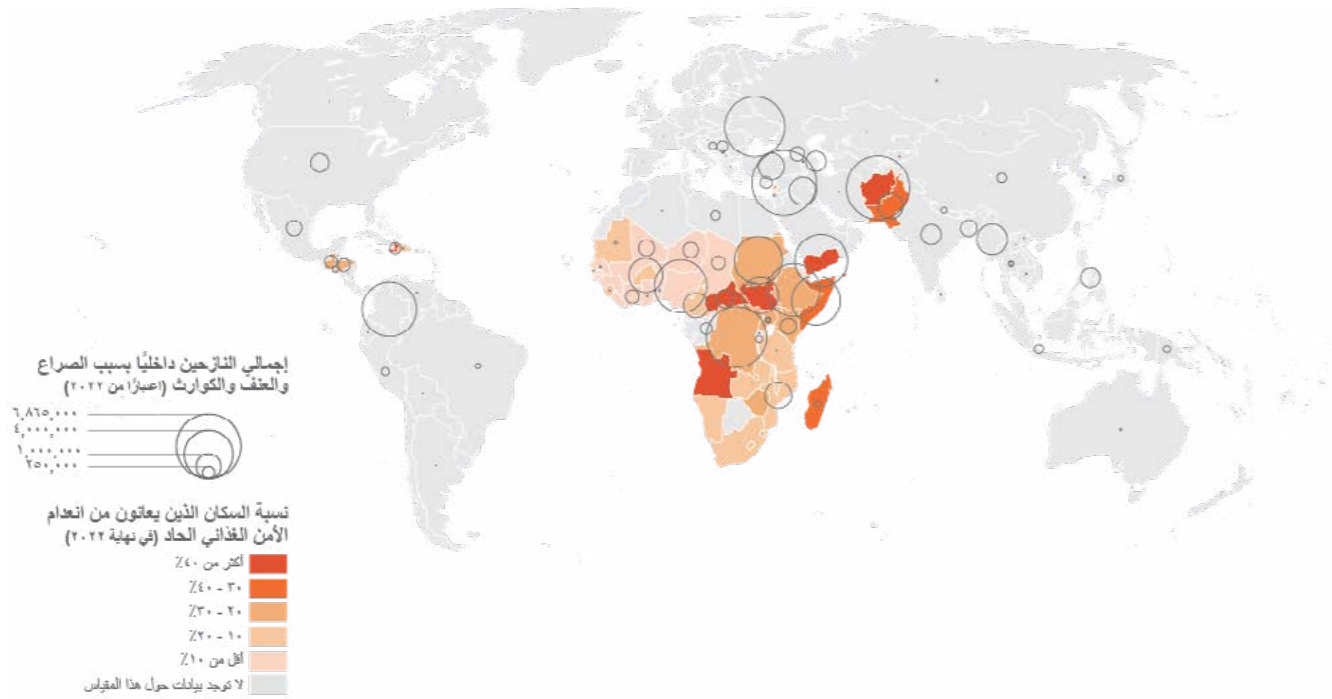 إجمالي النازحين داخليًا بسبب الصراع
والعنف والكوارث (اعتبارًا من ٢٠٢٢)
٦,٨٦٥,٠٠٠
٤,٠٠٠,٠٠٠
١,٠٠٠,٠٠٠
٢٥٠,٠٠٠
نسبة السكان الذين يعانون من انعدام
الأمن الغذائي الحاد (في نهاية ٢٠٢٢)
أكثر من ٤٠٪
٣٠ - ٤٠٪
٢٠ - ٣٠٪
١٠ - ٢٠٪
أقل من ١٠٪
لا توجد بيانات حول هذا المقياس